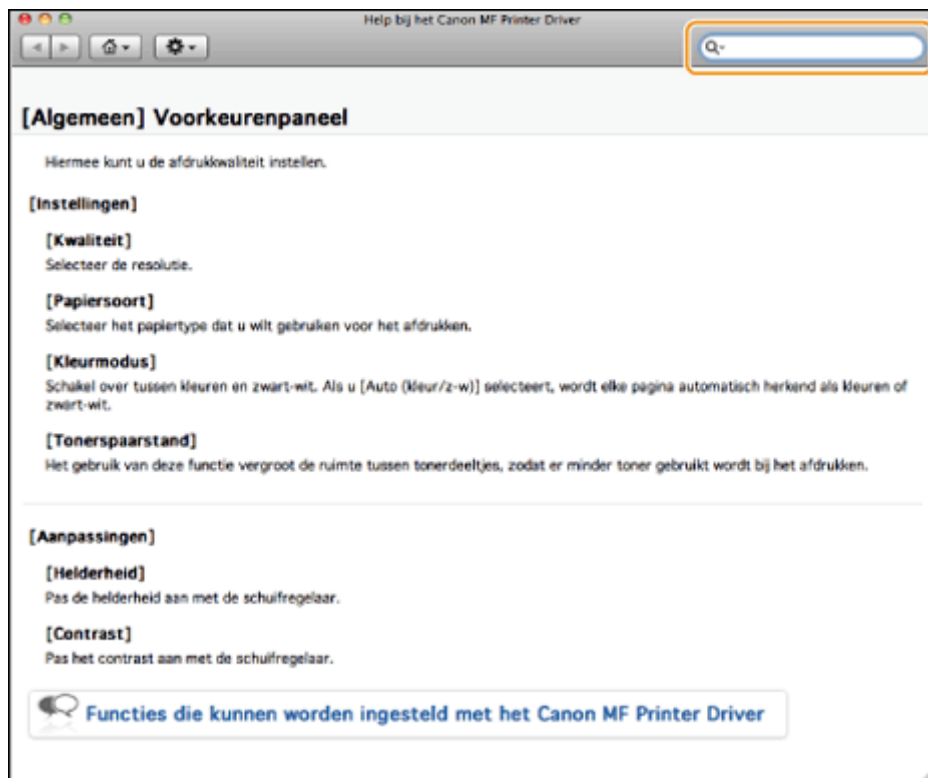 Help bij het Canon MF Printer Driver
[Algemeen] Voorkeurenpaneel
Hiermee kunt u de afdrukkwaliteit instellen.
[Instellingen]
[Kwaliteit]
Selecteer de resolutie.
[Papiersoort]
Selecteer het papiertype dat u wilt gebruiken voor het afdrukken.
[Kleurmodus]
Schakel over tussen kleuren en zwart-wit. Als u [Auto (kleur/z-w)] selecteert, wordt elke pagina automatisch herkend als kleuren of
zwart-wit.
[Tonerspaarstand]
Het gebruik van deze functie vergroot de ruimte tussen tonerdeeltjes, zodat er minder toner gebruikt wordt bij het afdrukken.
[Aanpassingen]
[Helderheid]
Pas de helderheid aan met de schuifregelaar.
[Contrast]
Pas het contrast aan met de schuifregelaar.
Functies die kunnen worden ingesteld met het Canon MF Printer Driver